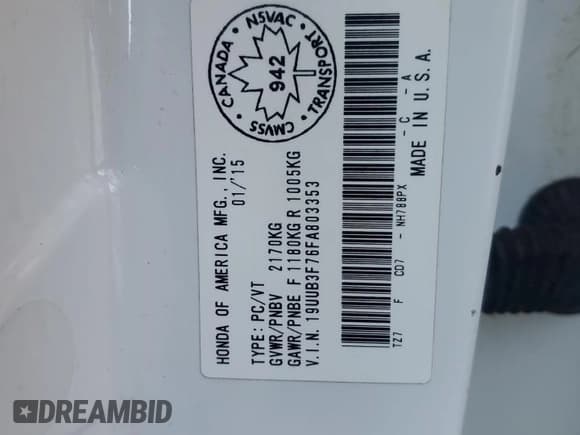 HONDA OF AMERICA MFG., INC.
01/'15
TYPE: PC/VT
GVWR/PNBV 2170KG
GAWR/PNBE F 1180KG R 1005KG
V.I.N. 19UUB3F76FA803353
CANADA
NSVAC
TRANSPORT
CMVSS
942
TZ7 F CD7 - NH788PX - C - A
MADE IN U.S.A.
DREAMBID